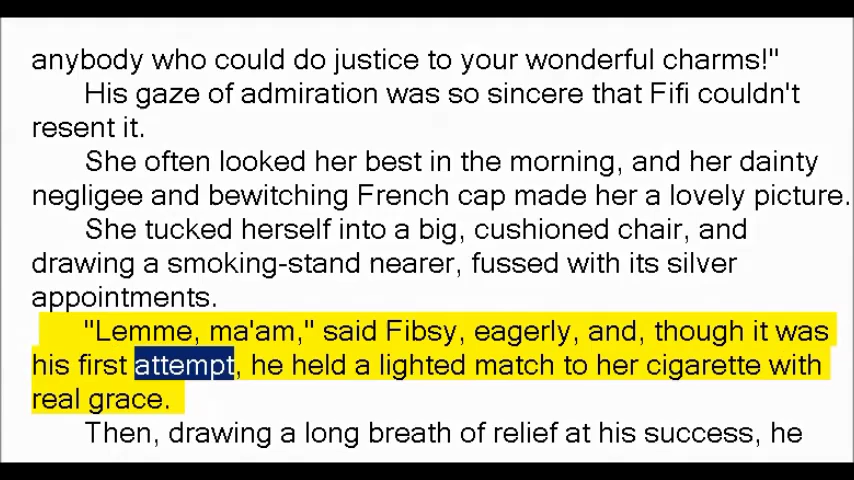 anybody who could do justice to your wonderful charms!"
His gaze of admiration was so sincere that Fifi couldn't
resent it.
She often looked her best in the morning, and her dainty
negligee and bewitching French cap made her a lovely picture.
She tucked herself into a big, cushioned chair, and
drawing a smoking-stand nearer, fussed with its silver
appointments.
"Lemme, ma'am," said Fibsy, eagerly, and, though it was
his first attempt, he held a lighted match to her cigarette with
real grace.
Then, drawing a long breath of relief at his success, he